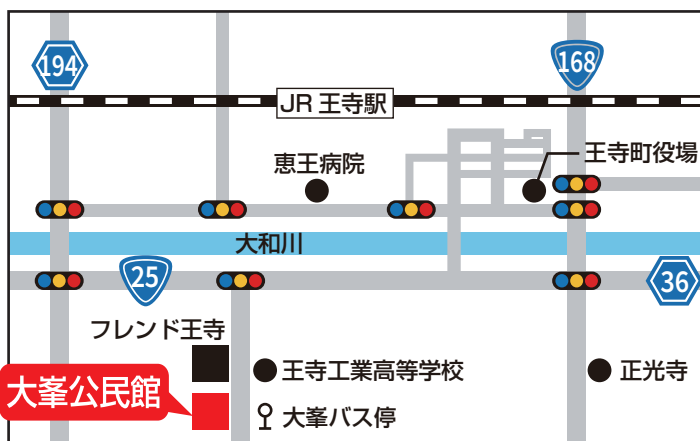 194
168
JR 王寺駅
恵王病院
王寺町役場
大和川
25
36
フレンド王寺
王寺工業高等学校
正光寺
大峯公民館
大峯バス停